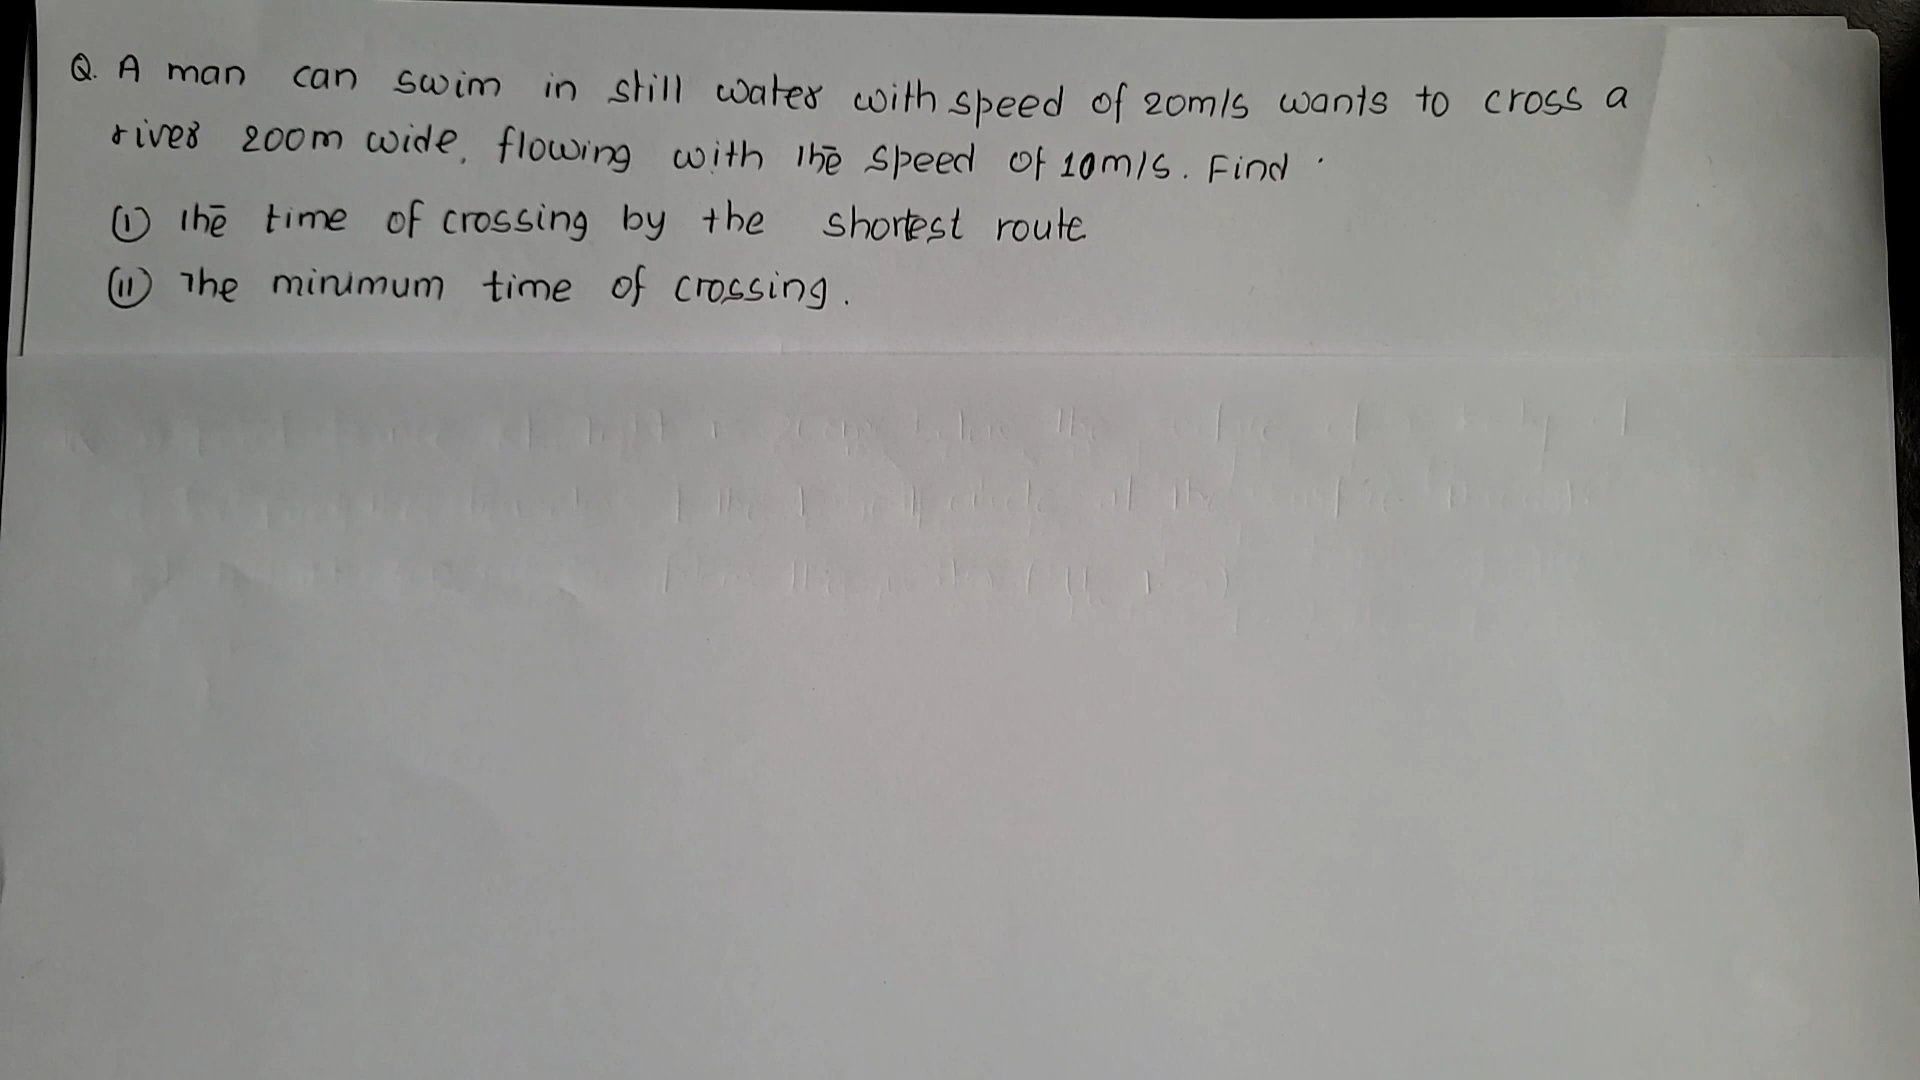 Q. A man can swim in still water with speed of 20m/s wants to cross a
river 200m wide, flowing with the speed of 10m/s. Find
(i) The time of crossing by the shortest route
(ii) The minimum time of crossing.